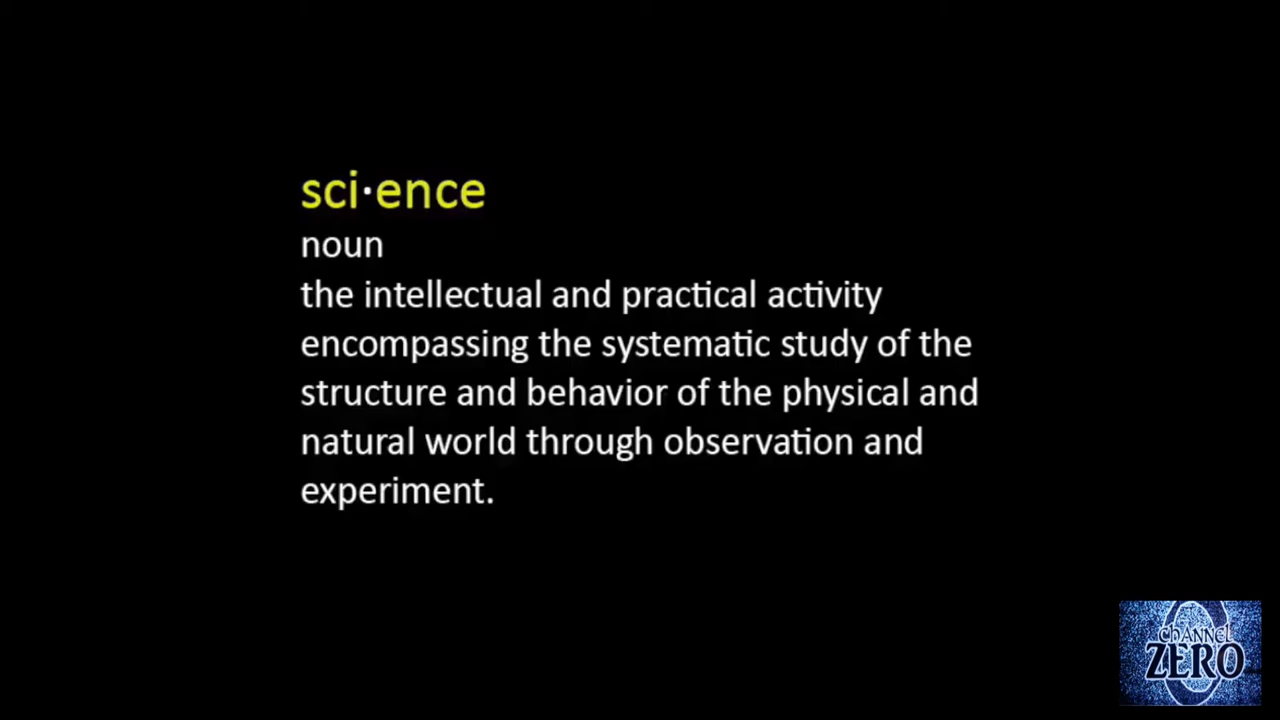 sci·ence
noun
the intellectual and practical activity
encompassing the systematic study of the
structure and behavior of the physical and
natural world through observation and
experiment.
channel
ZERO